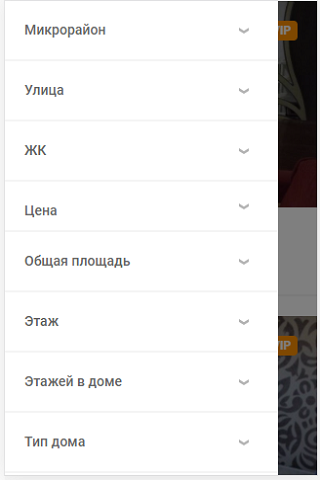 Микрорайон
VIP
Улица
ЖК
Цена
Общая площадь
Этаж
VIP
Этажей в доме
Тип дома